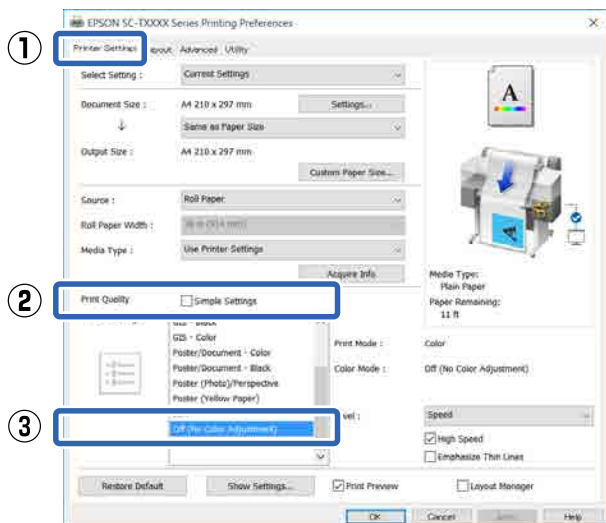 EPSON SC-TXXXX Series Printing Preferences
1
Printer Settings Layout Advanced Utility
Select Setting : Current Settings
Document Size : A4 210 x 297 mm Settings...
Same as Paper Size
Output Size : A4 210 x 297 mm
Custom Paper Size...
Source : Roll Paper
Roll Paper Width :
Media Type : Use Printer Settings
Acquire Info
Media Type:
Plain Paper
Paper Remaining:
11 ft
2
Print Quality Simple Settings
GIS - Color
Poster/Document - Color
Poster/Document - Black
Poster (Photo)/Perspective
Poster (Yellow Paper)
Print Mode : Color
Color Mode : Off (No Color Adjustment)
3
Off (No Color Adjustment)
Speed
High Speed
Emphasize Thin Lines
Restore Default Show Settings... Print Preview Layout Manager
OK Cancel Help